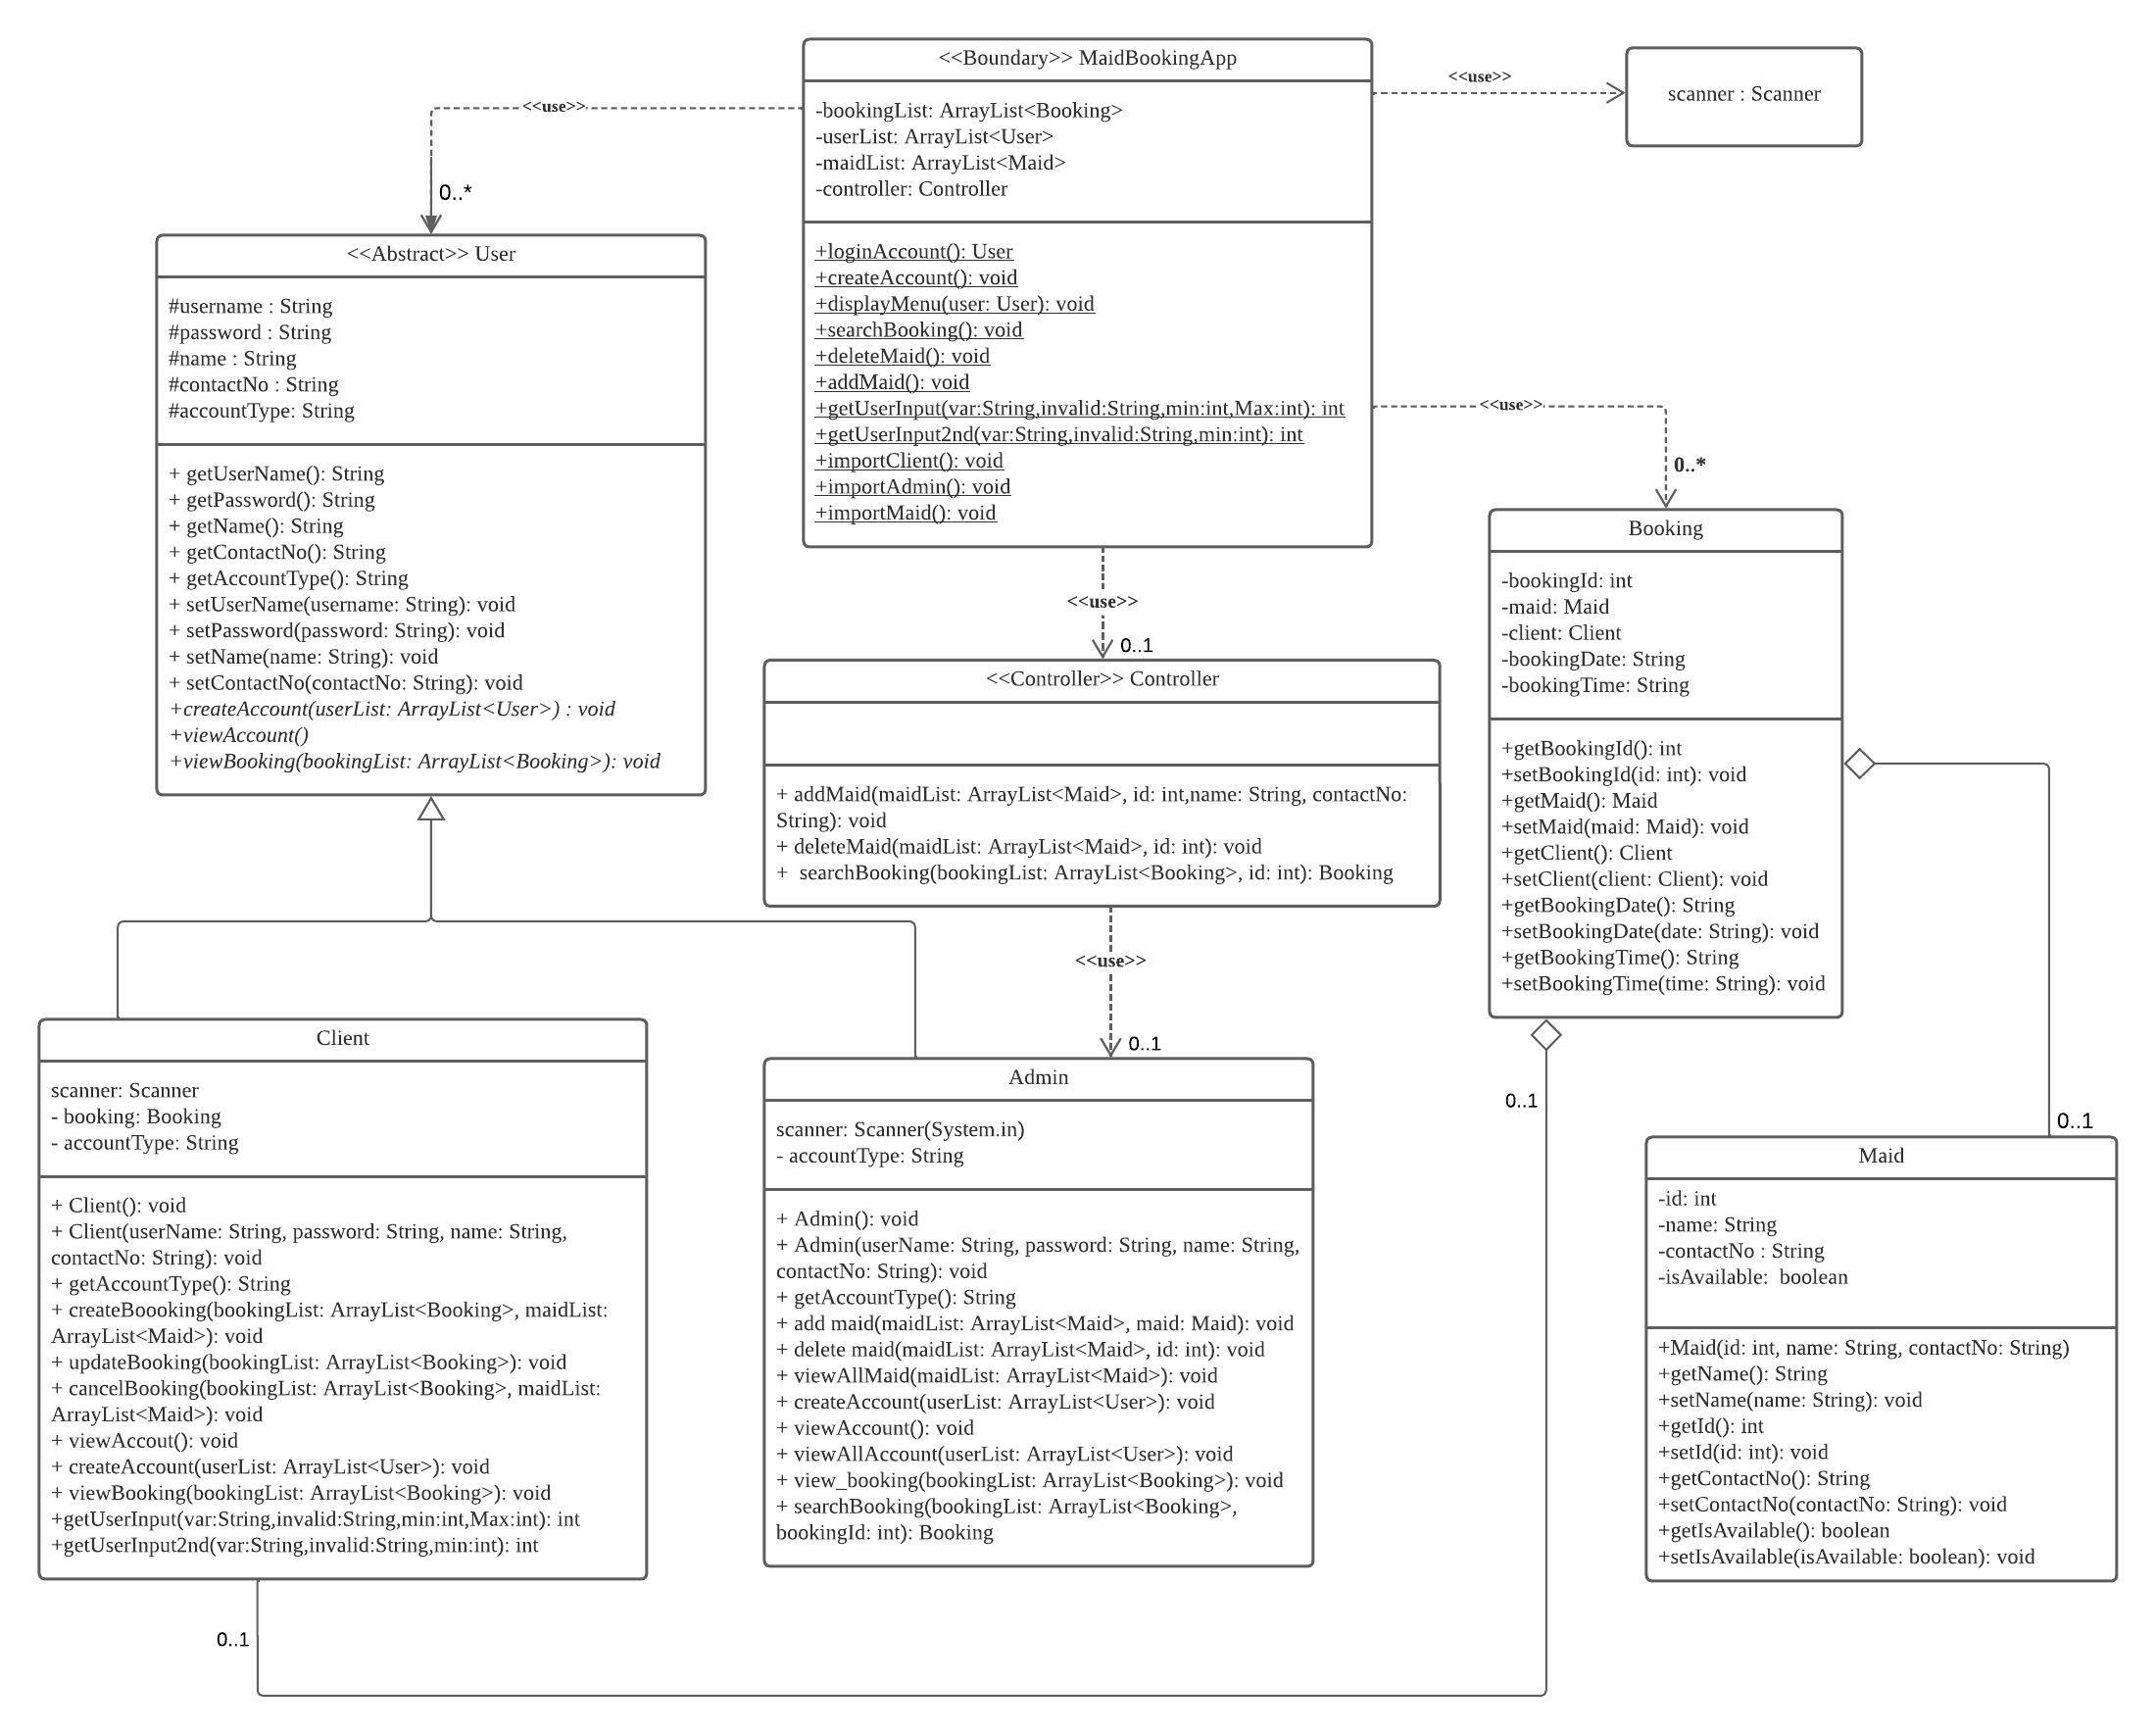 <<Boundary>> MaidBookingApp
-bookingList: ArrayList<Booking>
-userList: ArrayList<User>
-maidList: ArrayList<Maid>
-controller: Controller
+loginAccount(): User
+createAccount(): void
+displayMenu(user: User): void
+searchBooking(): void
+deleteMaid(): void
+addMaid(): void
+getUserInput(var:String,invalid:String,min:int,Max:int): int
+getUserInput2nd(var:String,invalid:String,min:int): int
+importClient(): void
+importAdmin(): void
+importMaid(): void
<<use>>
scanner : Scanner
<<use>>
0..*
<<Abstract>> User
#username : String
#password : String
#name : String
#contactNo : String
#accountType: String
+ getUserName(): String
+ getPassword(): String
+ getName(): String
+ getContactNo(): String
+ getAccountType(): String
+ setUserName(username: String): void
+ setPassword(password: String): void
+ setName(name: String): void
+ setContactNo(contactNo: String): void
+createAccount(userList: ArrayList<User>) : void
+viewAccount()
+viewBooking(bookingList: ArrayList<Booking>): void
<<use>>
0..*
Booking
-bookingId: int
-maid: Maid
-client: Client
-bookingDate: String
-bookingTime: String
+getBookingId(): int
+setBookingId(id: int): void
+getMaid(): Maid
+setMaid(maid: Maid): void
+getClient(): Client
+setClient(client: Client): void
+getBookingDate(): String
+setBookingDate(date: String): void
+getBookingTime(): String
+setBookingTime(time: String): void
<<use>>
0..1
<<Controller>> Controller
+ addMaid(maidList: ArrayList<Maid>, id: int,name: String, contactNo:
String): void
+ deleteMaid(maidList: ArrayList<Maid>, id: int): void
+  searchBooking(bookingList: ArrayList<Booking>, id: int): Booking
<<use>>
0..1
Client
scanner: Scanner
- booking: Booking
- accountType: String
+ Client(): void
+ Client(userName: String, password: String, name: String,
contactNo: String): void
+ getAccountType(): String
+ createBoooking(bookingList: ArrayList<Booking>, maidList:
ArrayList<Maid>): void
+ updateBooking(bookingList: ArrayList<Booking>): void
+ cancelBooking(bookingList: ArrayList<Booking>, maidList:
ArrayList<Maid>): void
+ viewAccout(): void
+ createAccount(userList: ArrayList<User>): void
+ viewBooking(bookingList: ArrayList<Booking>): void
+getUserInput(var:String,invalid:String,min:int,Max:int): int
+getUserInput2nd(var:String,invalid:String,min:int): int
0..1
Admin
scanner: Scanner(System.in)
- accountType: String
+ Admin(): void
+ Admin(userName: String, password: String, name: String,
contactNo: String): void
+ getAccountType(): String
+ add maid(maidList: ArrayList<Maid>, maid: Maid): void
+ delete maid(maidList: ArrayList<Maid>, id: int): void
+ viewAllMaid(maidList: ArrayList<Maid>): void
+ createAccount(userList: ArrayList<User>): void
+ viewAccount(): void
+ viewAllAccount(userList: ArrayList<User>): void
+ view_booking(bookingList: ArrayList<Booking>): void
+ searchBooking(bookingList: ArrayList<Booking>,
bookingId: int): Booking
0..1
0..1
Maid
-id: int
-name: String
-contactNo : String
-isAvailable:  boolean
+Maid(id: int, name: String, contactNo: String)
+getName(): String
+setName(name: String): void
+getId(): int
+setId(id: int): void
+getContactNo(): String
+setContactNo(contactNo: String): void
+getIsAvailable(): boolean
+setIsAvailable(isAvailable: boolean): void